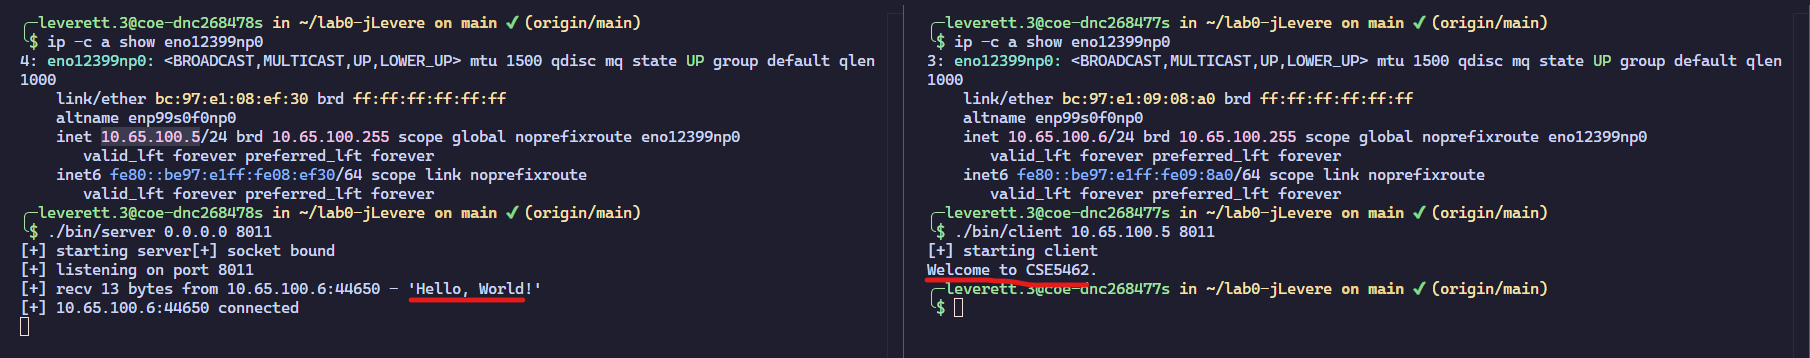 ╭─leverett.3@coe-dnc268478s in ~/lab0-jLevere on main ✔ (origin/main)
╰$ ip -c a show eno12399np0
4: eno12399np0: <BROADCAST,MULTICAST,UP,LOWER_UP> mtu 1500 qdisc mq state UP group default qlen
1000
    link/ether bc:97:e1:08:ef:30 brd ff:ff:ff:ff:ff:ff
    altname enp99s0f0np0
    inet 10.65.100.5/24 brd 10.65.100.255 scope global noprefixroute eno12399np0
       valid_lft forever preferred_lft forever
    inet6 fe80::be97:e1ff:fe08:ef30/64 scope link noprefixroute
       valid_lft forever preferred_lft forever
╭─leverett.3@coe-dnc268478s in ~/lab0-jLevere on main ✔ (origin/main)
╰$ ./bin/server 0.0.0.0 8011
[+] starting server[+] socket bound
[+] listening on port 8011
[+] recv 13 bytes from 10.65.100.6:44650 - 'Hello, World!'
[+] 10.65.100.6:44650 connected
╭─leverett.3@coe-dnc268477s in ~/lab0-jLevere on main ✔ (origin/main)
╰$ ip -c a show eno12399np0
3: eno12399np0: <BROADCAST,MULTICAST,UP,LOWER_UP> mtu 1500 qdisc mq state UP group default qlen
1000
    link/ether bc:97:e1:09:08:a0 brd ff:ff:ff:ff:ff:ff
    altname enp99s0f0np0
    inet 10.65.100.6/24 brd 10.65.100.255 scope global noprefixroute eno12399np0
       valid_lft forever preferred_lft forever
    inet6 fe80::be97:e1ff:fe09:8a0/64 scope link noprefixroute
       valid_lft forever preferred_lft forever
╭─leverett.3@coe-dnc268477s in ~/lab0-jLevere on main ✔ (origin/main)
╰$ ./bin/client 10.65.100.5 8011
[+] starting client
Welcome to CSE5462.
╭─leverett.3@coe-dnc268477s in ~/lab0-jLevere on main ✔ (origin/main)
╰$